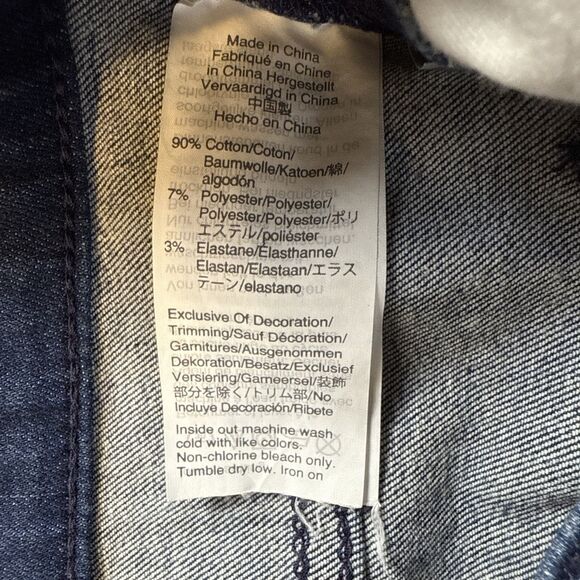 Made in China
Fabriqué en Chine
in China Hergestellt
Vervaardigd in China
中国製
Hecho en China
90% Cotton/Coton/
Baumwolle/Katoen/綿/
algodón
7% Polyester/Polyester/
Polyester/Polyester/ポリ
エステル/poliéster
3% Elastane/Élasthanne/
Elastan/Elastaan/エラス
テーン/elastano
Exclusive Of Decoration/
Trimming/Sauf Décoration/
Garnitures/Ausgenommen
Dekoration/Besatz/Exclusief
Versiering/Garneersel/装飾
部分を除く/トリム部/No
Incluye Decoración/Ribete
Inside out machine wash
cold with like colors.
Non-chlorine bleach only.
Tumble dry low. Iron on